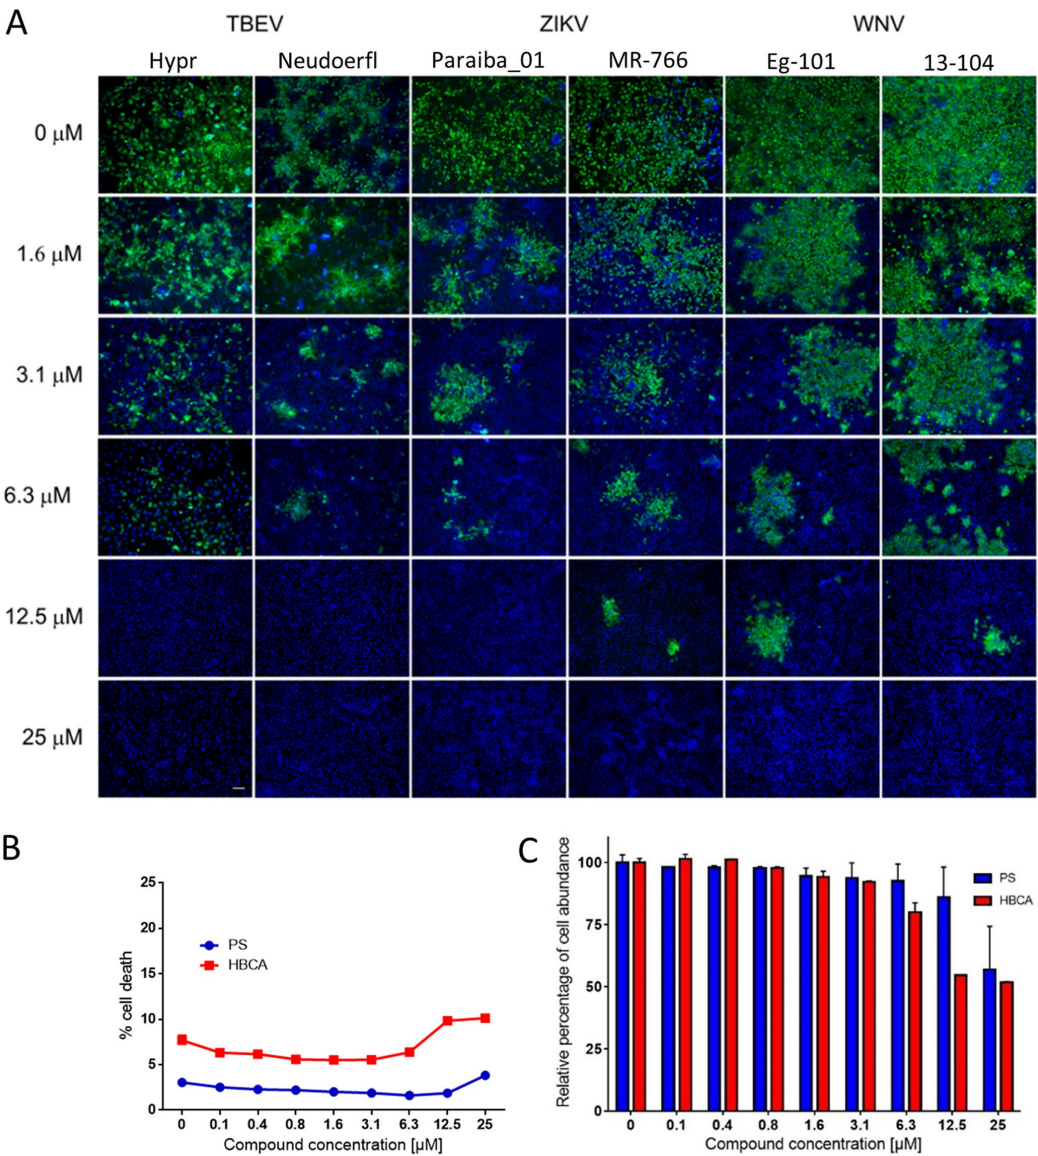 A
TBEV ZIKV WNV
Hypr Neudoerfl Paraiba_01 MR-766 Eg-101 13-104
0 μM
1.6 μM
3.1 μM
6.3 μM
12.5 μM
25 μM
B
25
20
15
10
5
0
% cell death
PS
HBCA
0 0.1 0.4 0.8 1.6 3.1 6.3 12.5 25
Compound concentration [μM]
C
100
75
50
25
0
Relative percentage of cell abundance
PS
HBCA
0 0.1 0.4 0.8 1.6 3.1 6.3 12.5 25
Compound concentration [μM]